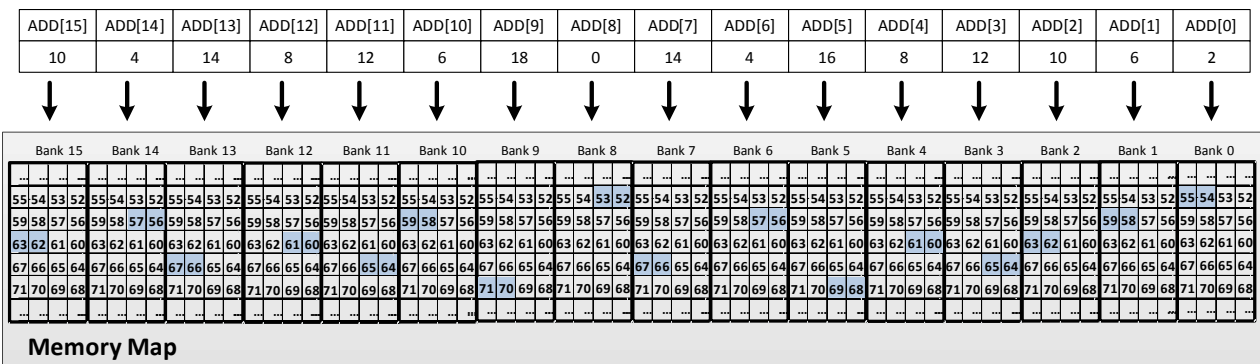 ADD[15] ADD[14] ADD[13] ADD[12] ADD[11] ADD[10] ADD[9] ADD[8] ADD[7] ADD[6] ADD[5] ADD[4] ADD[3] ADD[2] ADD[1] ADD[0]
10 4 14 8 12 6 18 0 14 4 16 8 12 10 6 2
Bank 15 Bank 14 Bank 13 Bank 12 Bank 11 Bank 10 Bank 9 Bank 8 Bank 7 Bank 6 Bank 5 Bank 4 Bank 3 Bank 2 Bank 1 Bank 0
... ... ... ... ... ... ... ... ... ... ... ... ... ... ... ... ... ... ... ... ... ... ... ... ... ... ... ... ... ... ... ... ... ... ... ... ... ... ... ... ... ... ... ... ... ... ... ... ... ... ... ... ... ... ... ... ... ... ... ... ... ... ... ...
55 54 53 52 55 54 53 52 55 54 53 52 55 54 53 52 55 54 53 52 55 54 53 52 55 54 53 52 55 54 53 52 55 54 53 52 55 54 53 52 55 54 53 52 55 54 53 52 55 54 53 52 55 54 53 52 55 54 53 52 55 54 53 52
59 58 57 56 59 58 57 56 59 58 57 56 59 58 57 56 59 58 57 56 59 58 57 56 59 58 57 56 59 58 57 56 59 58 57 56 59 58 57 56 59 58 57 56 59 58 57 56 59 58 57 56 59 58 57 56 59 58 57 56 59 58 57 56
63 62 61 60 63 62 61 60 63 62 61 60 63 62 61 60 63 62 61 60 63 62 61 60 63 62 61 60 63 62 61 60 63 62 61 60 63 62 61 60 63 62 61 60 63 62 61 60 63 62 61 60 63 62 61 60 63 62 61 60 63 62 61 60
67 66 65 64 67 66 65 64 67 66 65 64 67 66 65 64 67 66 65 64 67 66 65 64 67 66 65 64 67 66 65 64 67 66 65 64 67 66 65 64 67 66 65 64 67 66 65 64 67 66 65 64 67 66 65 64 67 66 65 64 67 66 65 64
71 70 69 68 71 70 69 68 71 70 69 68 71 70 69 68 71 70 69 68 71 70 69 68 71 70 69 68 71 70 69 68 71 70 69 68 71 70 69 68 71 70 69 68 71 70 69 68 71 70 69 68 71 70 69 68 71 70 69 68 71 70 69 68
... ... ... ... ... ... ... ... ... ... ... ... ... ... ... ... ... ... ... ... ... ... ... ... ... ... ... ... ... ... ... ... ... ... ... ... ... ... ... ... ... ... ... ... ... ... ... ... ... ... ... ... ... ... ... ... ... ... ... ... ... ... ... ...
Memory Map